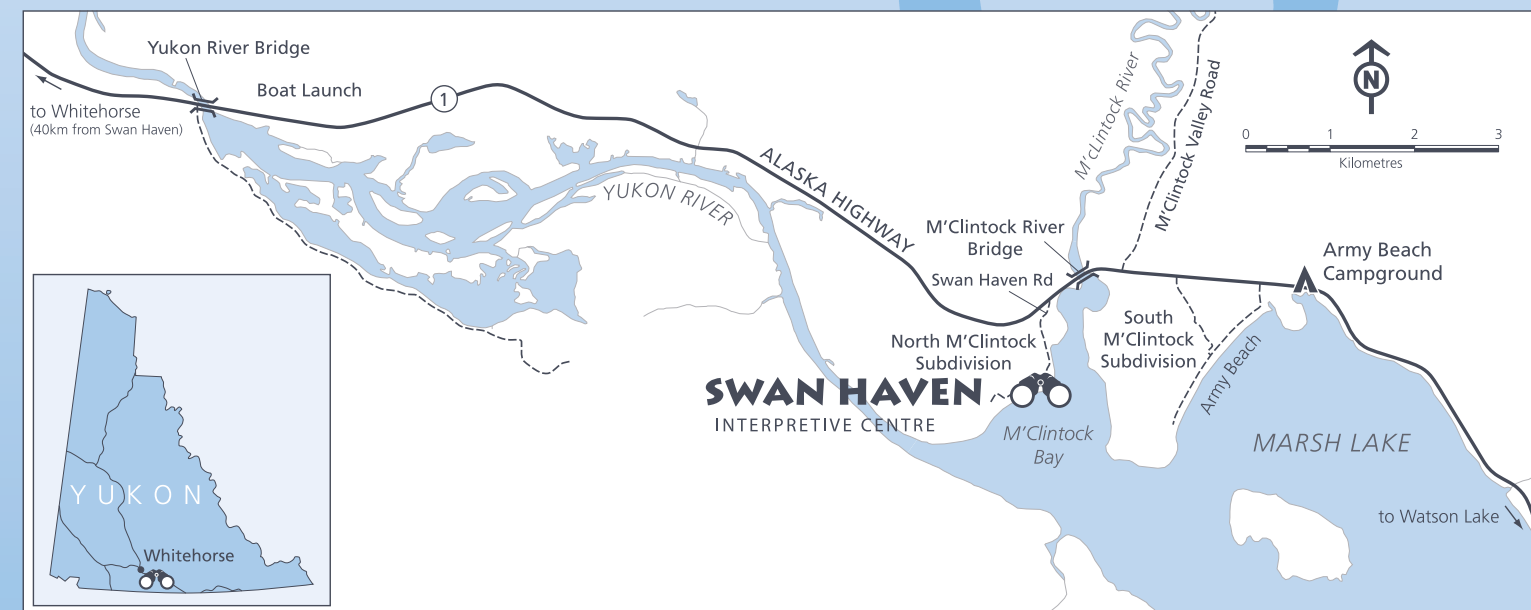 Yukon River Bridge
Boat Launch
1
to Whitehorse
(40km from Swan Haven)
YUKON RIVER
ALASKA HIGHWAY
M'cLintock River
M'Clintock Valley Road
N
0 1 2 3
Kilometres
M'Clintock River
Bridge
Swan Haven Rd
Army Beach
Campground
North M'Clintock
Subdivision
South
M'Clintock
Subdivision
Army Beach
SWAN HAVEN
INTERPRETIVE CENTRE
M'Clintock
Bay
MARSH LAKE
to Watson Lake
YUKON
Whitehorse